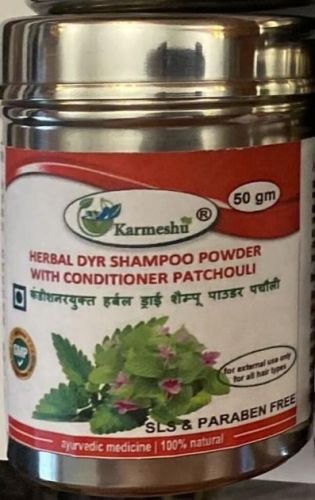 Karmeshu®
50 gm
HERBAL DYR SHAMPOO POWDER
WITH CONDITIONER PATCHOULI
कंडीशनरयुक्त हर्बल ड्राई शैम्पू पाउडर पचौली
GMP
for external use only
for all hair types
SLS & PARABEN FREE
ayurvedic medicine | 100% natural